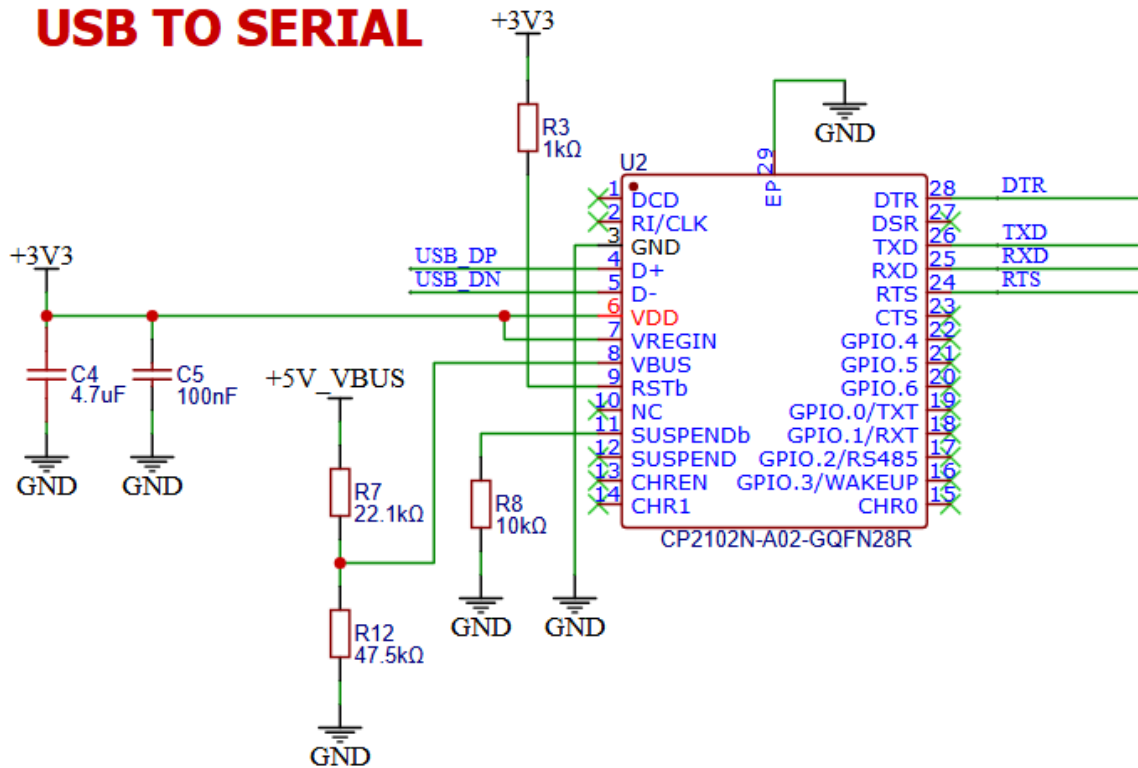 USB TO SERIAL
+3V3
R3
1kΩ
GND
U2
EP 29
1 DCD
2 RI/CLK
3 GND
4 D+
5 D-
6 VDD
7 VREGIN
8 VBUS
9 RSTb
10 NC
11 SUSPENDb
12 SUSPEND
13 CHREN
14 CHR1
DTR 28 DTR
DSR 27
TXD 26 TXD
RXD 25 RXD
RTS 24 RTS
CTS 23
GPIO.4 22
GPIO.5 21
GPIO.6 20
GPIO.0/TXT 19
GPIO.1/RXT 18
GPIO.2/RS485 17
GPIO.3/WAKEUP 16
CHR0 15
CP2102N-A02-GQFN28R
USB_DP
USB_DN
+3V3
C4
4.7uF
GND
C5
100nF
GND
+5V_VBUS
R7
22.1kΩ
R12
47.5kΩ
GND
R8
10kΩ
GND
GND